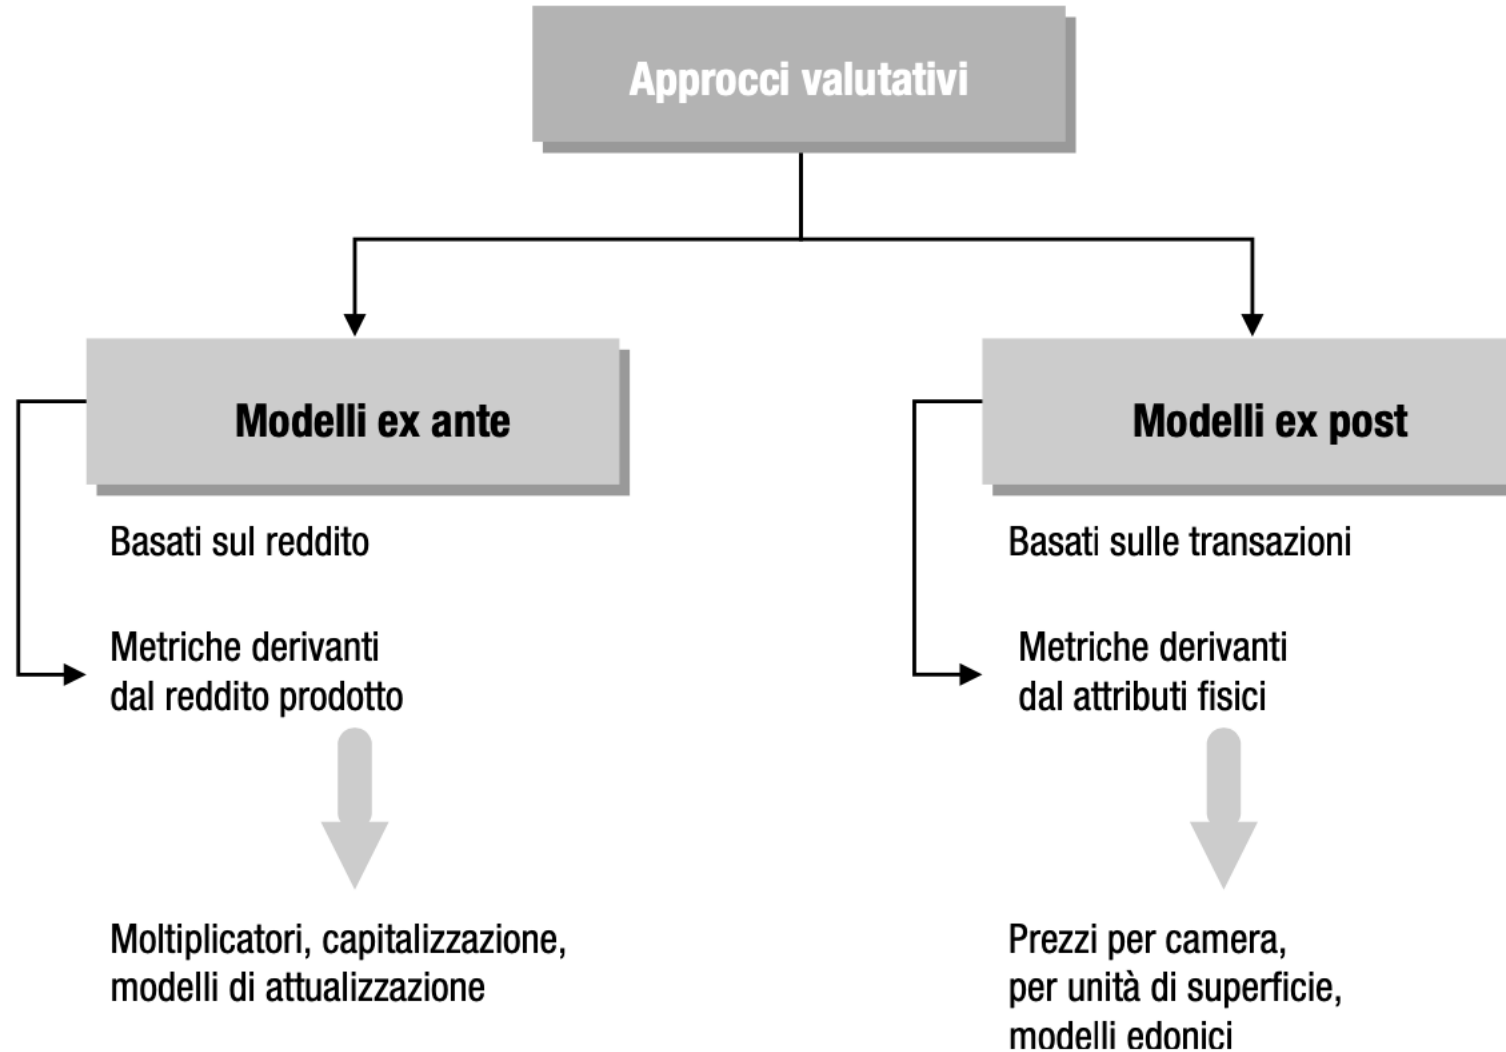 Approcci valutativi
Modelli ex ante
Basati sul reddito
Metriche derivanti
dal reddito prodotto
Moltiplicatori, capitalizzazione,
modelli di attualizzazione
Modelli ex post
Basati sulle transazioni
Metriche derivanti
dal attributi fisici
Prezzi per camera,
per unità di superficie,
modelli edonici